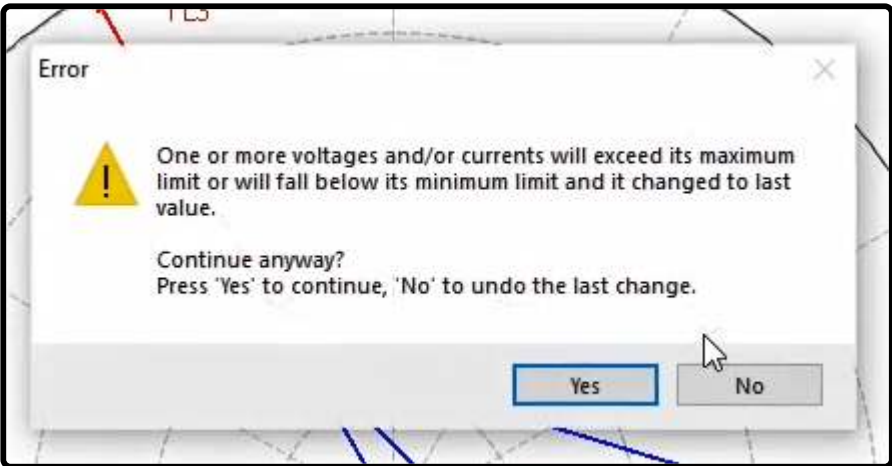 Error
One or more voltages and/or currents will exceed its maximum
limit or will fall below its minimum limit and it changed to last
value.
Continue anyway?
Press 'Yes' to continue, 'No' to undo the last change.
Yes
No